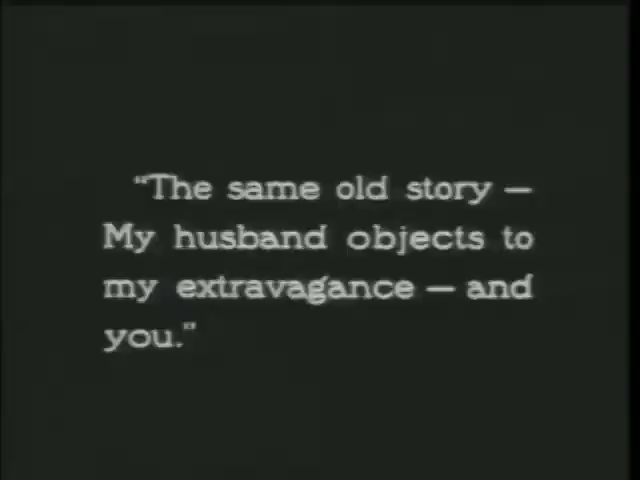 “The same old story —
My husband objects to
my extravagance — and
you.”